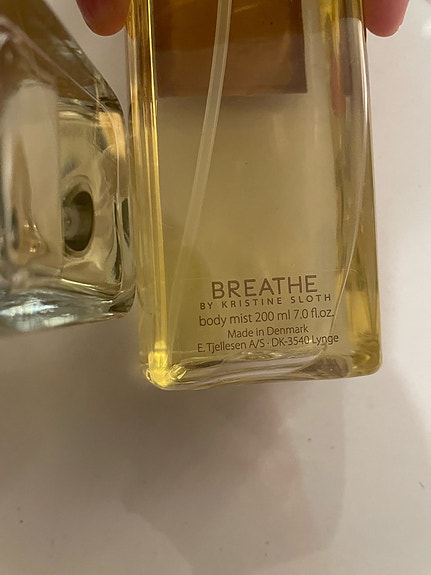 BREATHE
BY KRISTINE SLOTH
body mist 200 ml 7.0 fl.oz.
Made in Denmark
E. Tjellesen A/S · DK-3540 Lynge